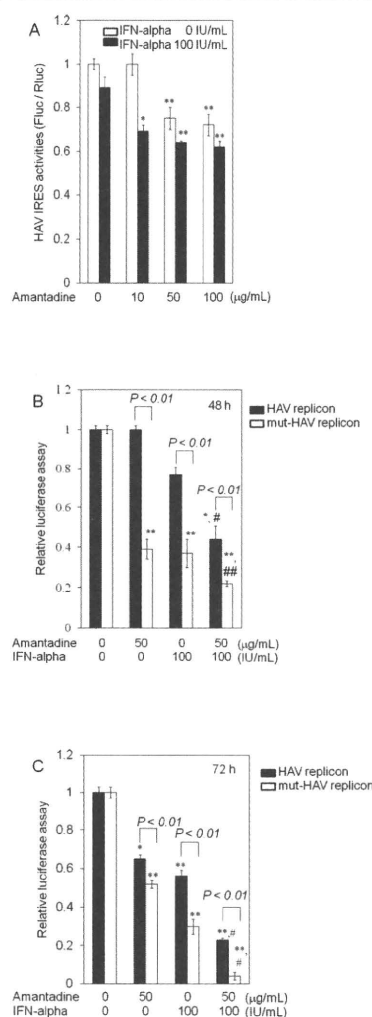 A
IFN-alpha 0 IU/mL
IFN-alpha 100 IU/mL
HAV IRES activities (Fluc / Rluc)
1.2
1
0.8
0.6
0.4
0.2
0
*
**
**
**
**
Amantadine 0 10 50 100 (μg/mL)
B
48 h
HAV replicon
mut-HAV replicon
Relative luciferase assay
1.2
1
0.8
0.6
0.4
0.2
0
P < 0.01
P < 0.01
P < 0.01
**
**
*, #
**,
##
Amantadine 0 50 0 50 (μg/mL)
IFN-alpha 0 0 100 100 (IU/mL)
C
72 h
HAV replicon
mut-HAV replicon
Relative luciferase assay
1.2
1
0.8
0.6
0.4
0.2
0
P < 0.01
P < 0.01
P < 0.01
*
**
**
**
**,#
**,
#
Amantadine 0 50 0 50 (μg/mL)
IFN-alpha 0 0 100 100 (IU/mL)